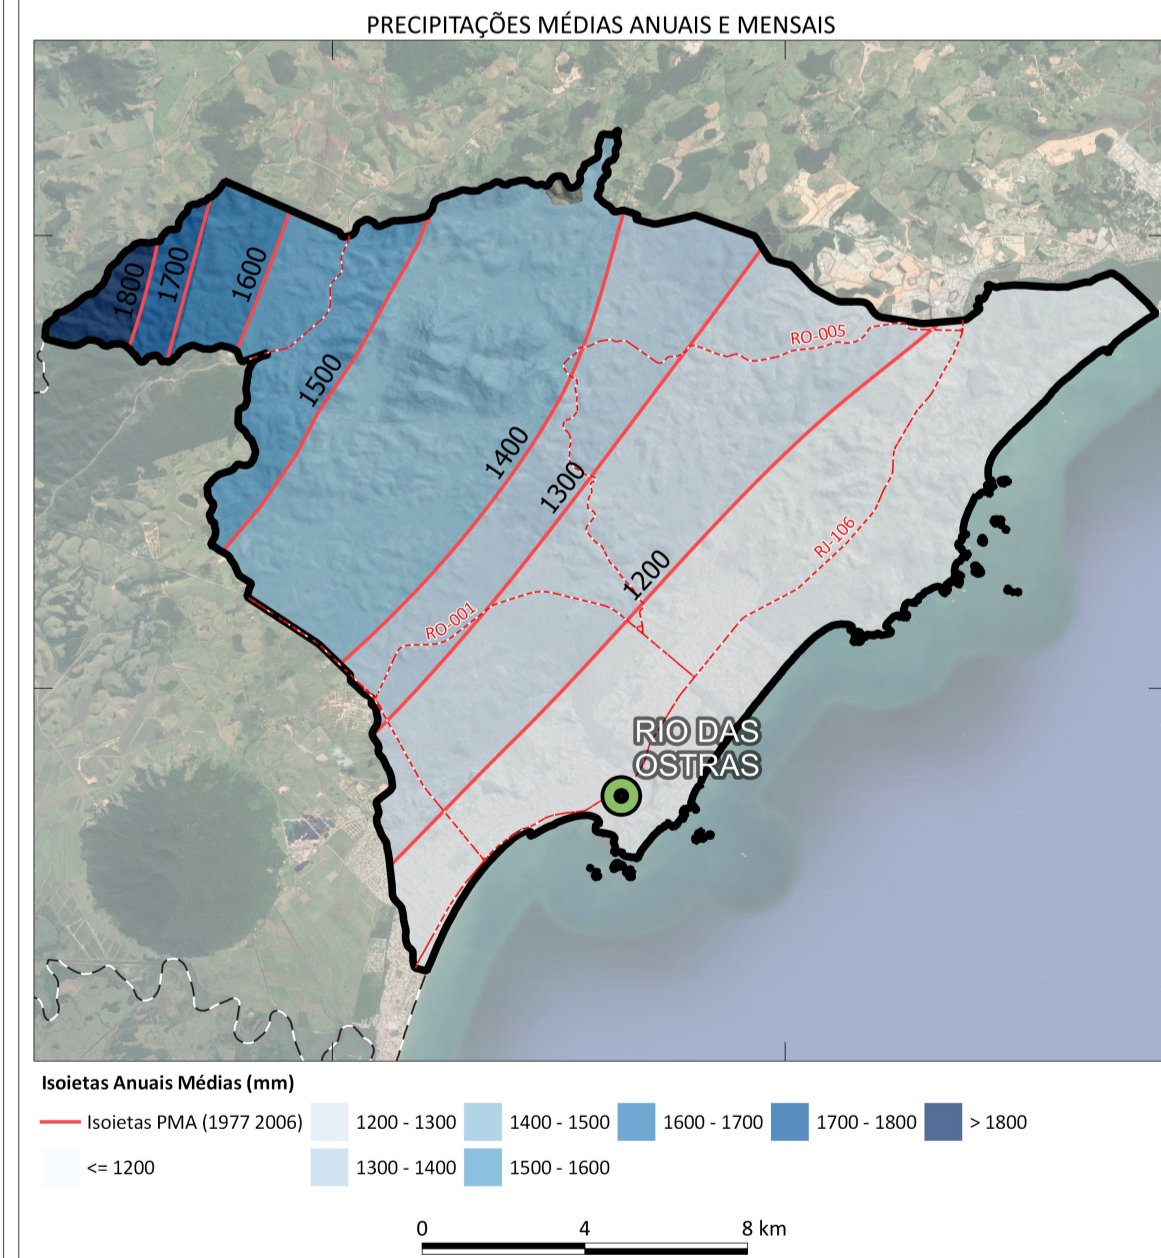 PRECIPITAÇÕES MÉDIAS ANUAIS E MENSAIS
1800
1700
1600
1500
1400
1300
1200
RO-005
RJ-106
RO-001
RIO DAS
OSTRAS
Isoietas Anuais Médias (mm)
Isoietas PMA (1977 2006)
1200 - 1300
1400 - 1500
1600 - 1700
1700 - 1800
> 1800
<= 1200
1300 - 1400
1500 - 1600
0 4 8 km